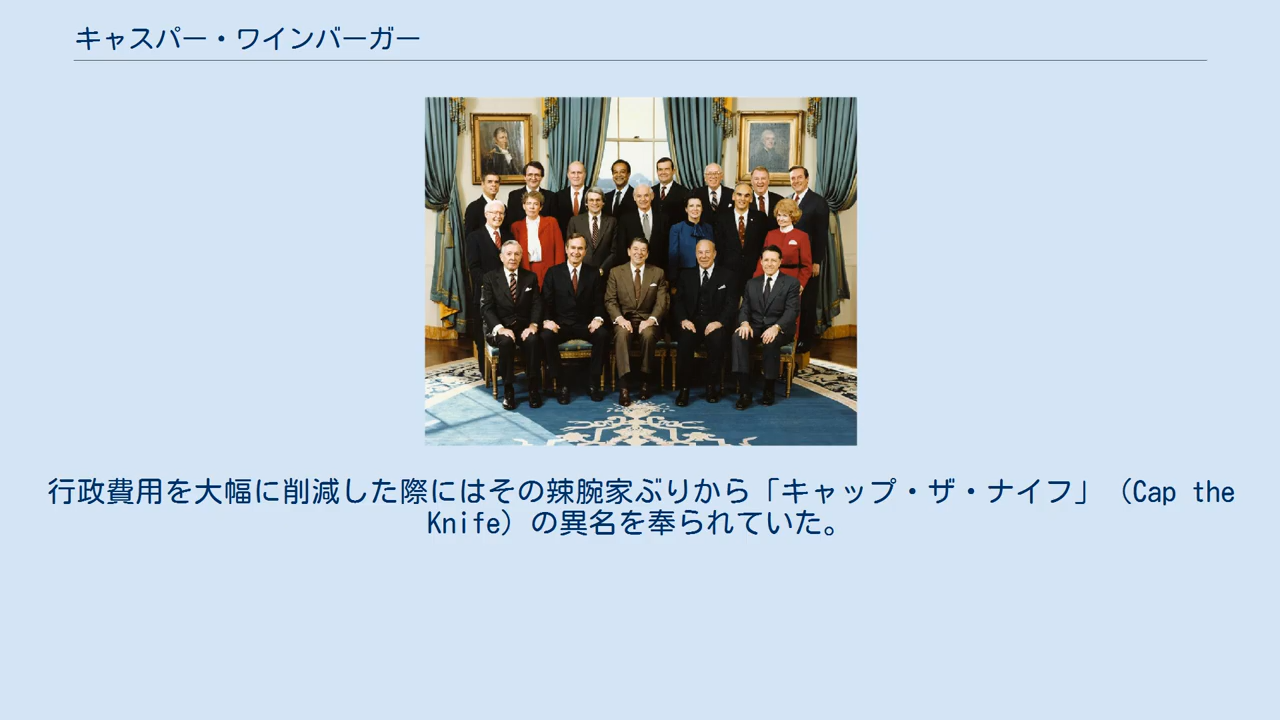 キャスパー・ワインバーガー
行政費用を大幅に削減した際にはその辣腕家ぶりから「キャップ・ザ・ナイフ」（Cap the
Knife）の異名を奉られていた。